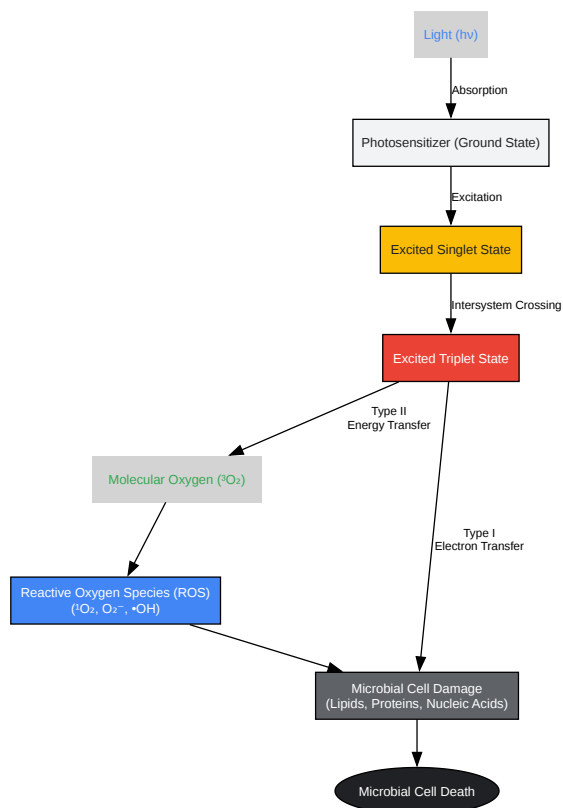 Light (hν)
Absorption
Photosensitizer (Ground State)
Excitation
Excited Singlet State
Intersystem Crossing
Excited Triplet State
Type II
Energy Transfer
Molecular Oxygen (³O₂)
Type I
Electron Transfer
Reactive Oxygen Species (ROS)
(¹O₂, O₂⁻, •OH)
Microbial Cell Damage
(Lipids, Proteins, Nucleic Acids)
Microbial Cell Death